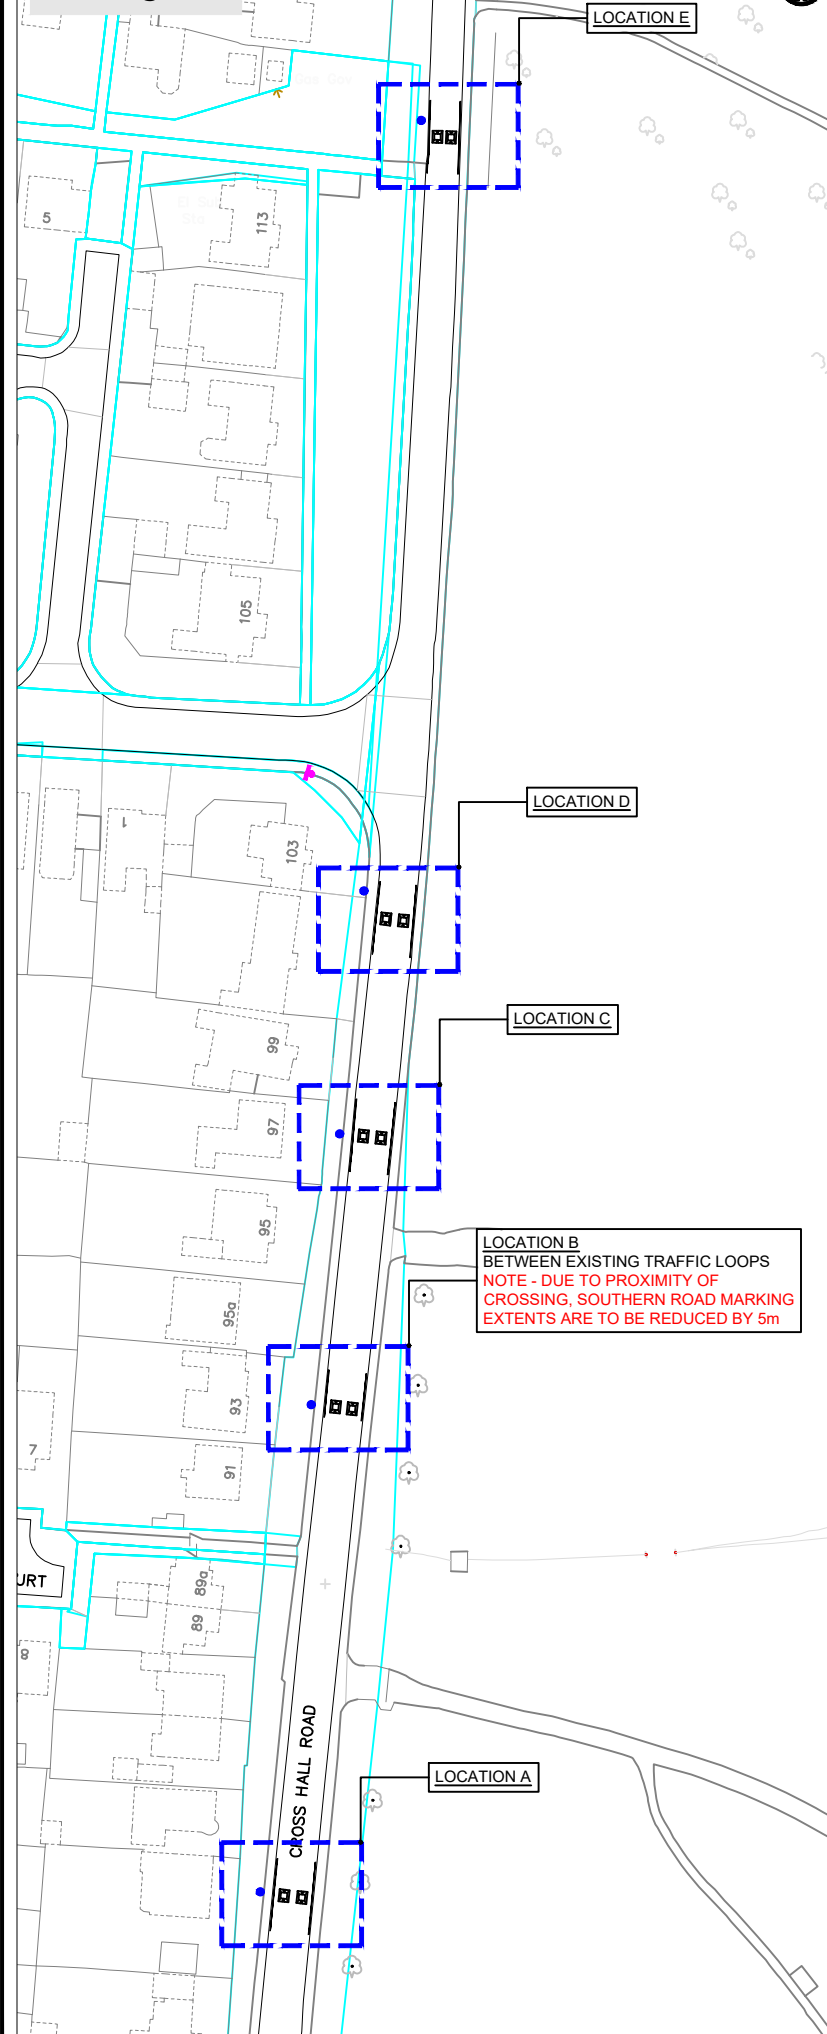 LOCATION E
5
113
105
LOCATION D
1
103
LOCATION C
99
97
95
LOCATION B
BETWEEN EXISTING TRAFFIC LOOPS
NOTE - DUE TO PROXIMITY OF
CROSSING, SOUTHERN ROAD MARKING
EXTENTS ARE TO BE REDUCED BY 5m
95a
93
7
91
URT
89a
89
8
CROSS HALL ROAD
LOCATION A